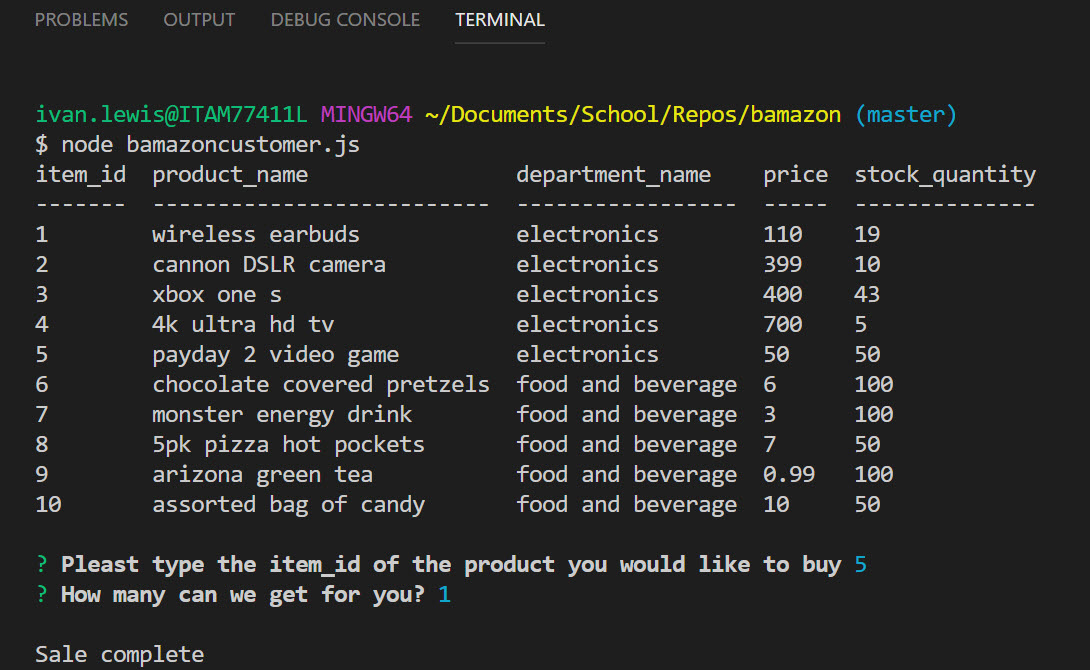 PROBLEMS OUTPUT DEBUG CONSOLE TERMINAL
ivan.lewis@ITAM77411L MINGW64 ~/Documents/School/Repos/bamazon (master)
$ node bamazoncustomer.js
item_id  product_name                department_name    price  stock_quantity
-------  --------------------------  -----------------  -----  --------------
1        wireless earbuds            electronics        110    19
2        cannon DSLR camera          electronics        399    10
3        xbox one s                  electronics        400    43
4        4k ultra hd tv              electronics        700    5
5        payday 2 video game         electronics        50     50
6        chocolate covered pretzels  food and beverage  6      100
7        monster energy drink        food and beverage  3      100
8        5pk pizza hot pockets       food and beverage  7      50
9        arizona green tea           food and beverage  0.99   100
10       assorted bag of candy       food and beverage  10     50
? Pleast type the item_id of the product you would like to buy 5
? How many can we get for you? 1
Sale complete